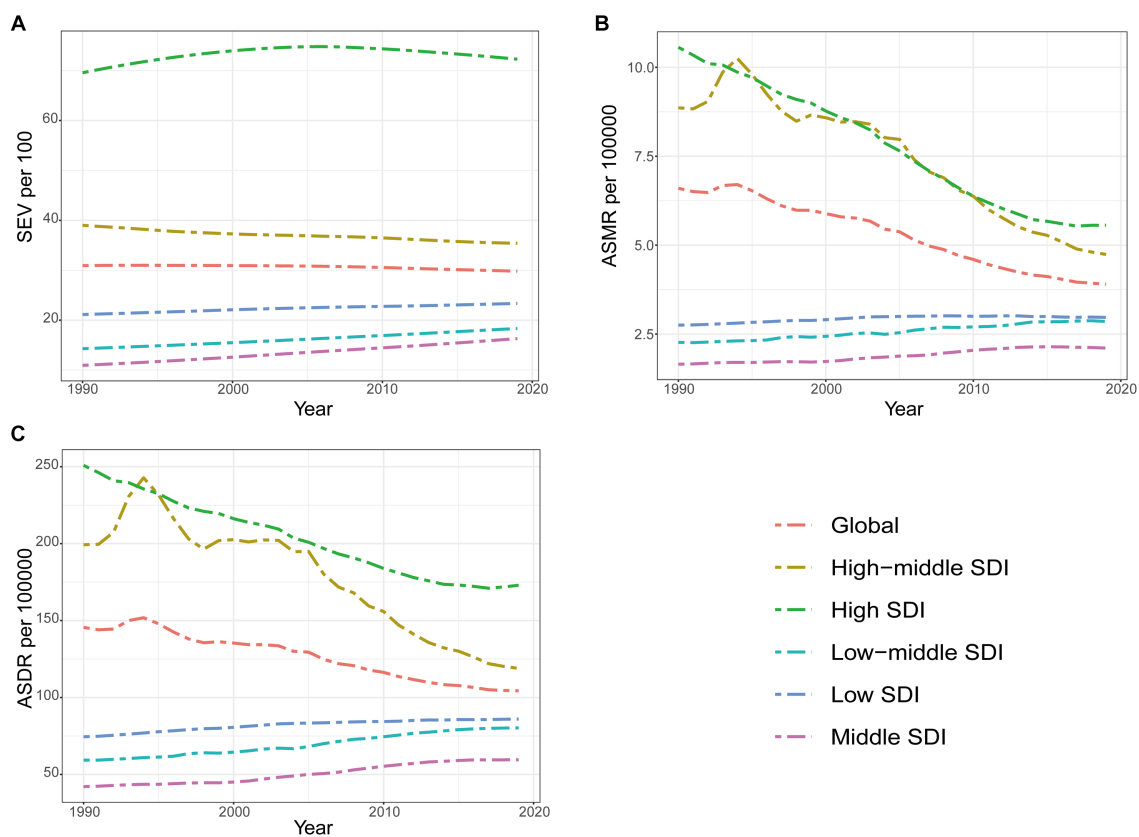 A
SEV per 100
60
40
20
1990
2000
2010
2020
Year
B
ASMR per 100000
10.0
7.5
5.0
2.5
1990
2000
2010
2020
Year
C
ASDR per 100000
250
200
150
100
50
1990
2000
2010
2020
Year
Global
High−middle SDI
High SDI
Low−middle SDI
Low SDI
Middle SDI